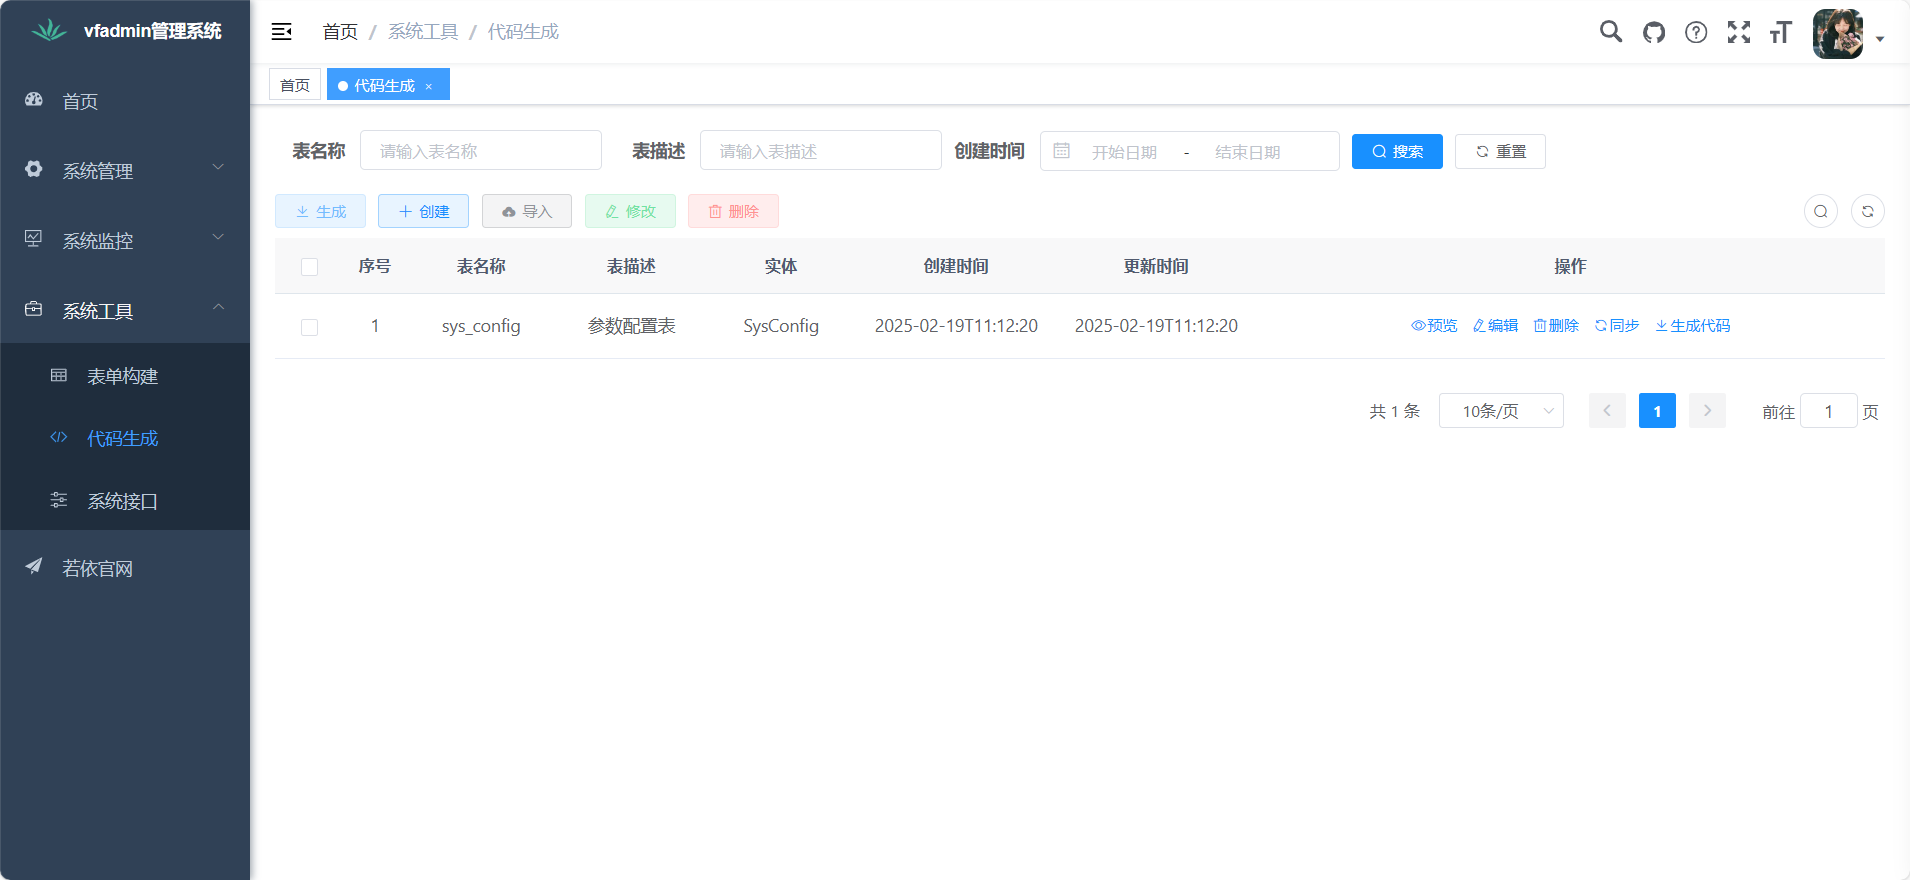 vfadmin管理系统
首页
系统管理
系统监控
系统工具
表单构建
代码生成
系统接口
若依官网
首页 / 系统工具 / 代码生成
首页
代码生成 ×
表名称 请输入表名称 表描述 请输入表描述 创建时间 开始日期 - 结束日期 搜索 重置
生成 创建 导入 修改 删除
序号 表名称 表描述 实体 创建时间 更新时间 操作
1 sys_config 参数配置表 SysConfig 2025-02-19T11:12:20 2025-02-19T11:12:20 预览 编辑 删除 同步 生成代码
共 1 条 10条/页 1 前往 1 页